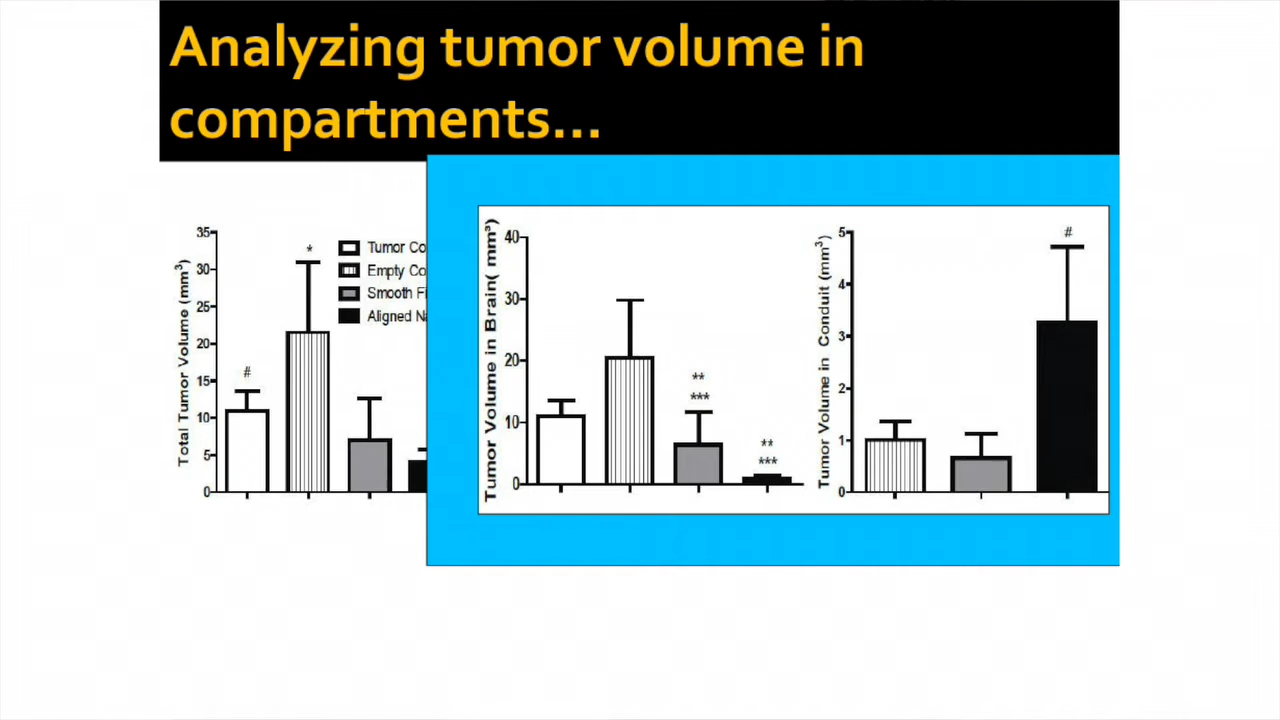 Analyzing tumor volume in
compartments...
Total Tumor Volume (mm³)
35
30
25
20
15
10
5
0
#
*
Tumor Co
Empty Co
Smooth Fi
Aligned Na
Tumor Volume in Brain( mm³)
40
30
20
10
0
**
***
**
***
Tumor Volume in Conduit (mm³)
5
4
3
2
1
0
#